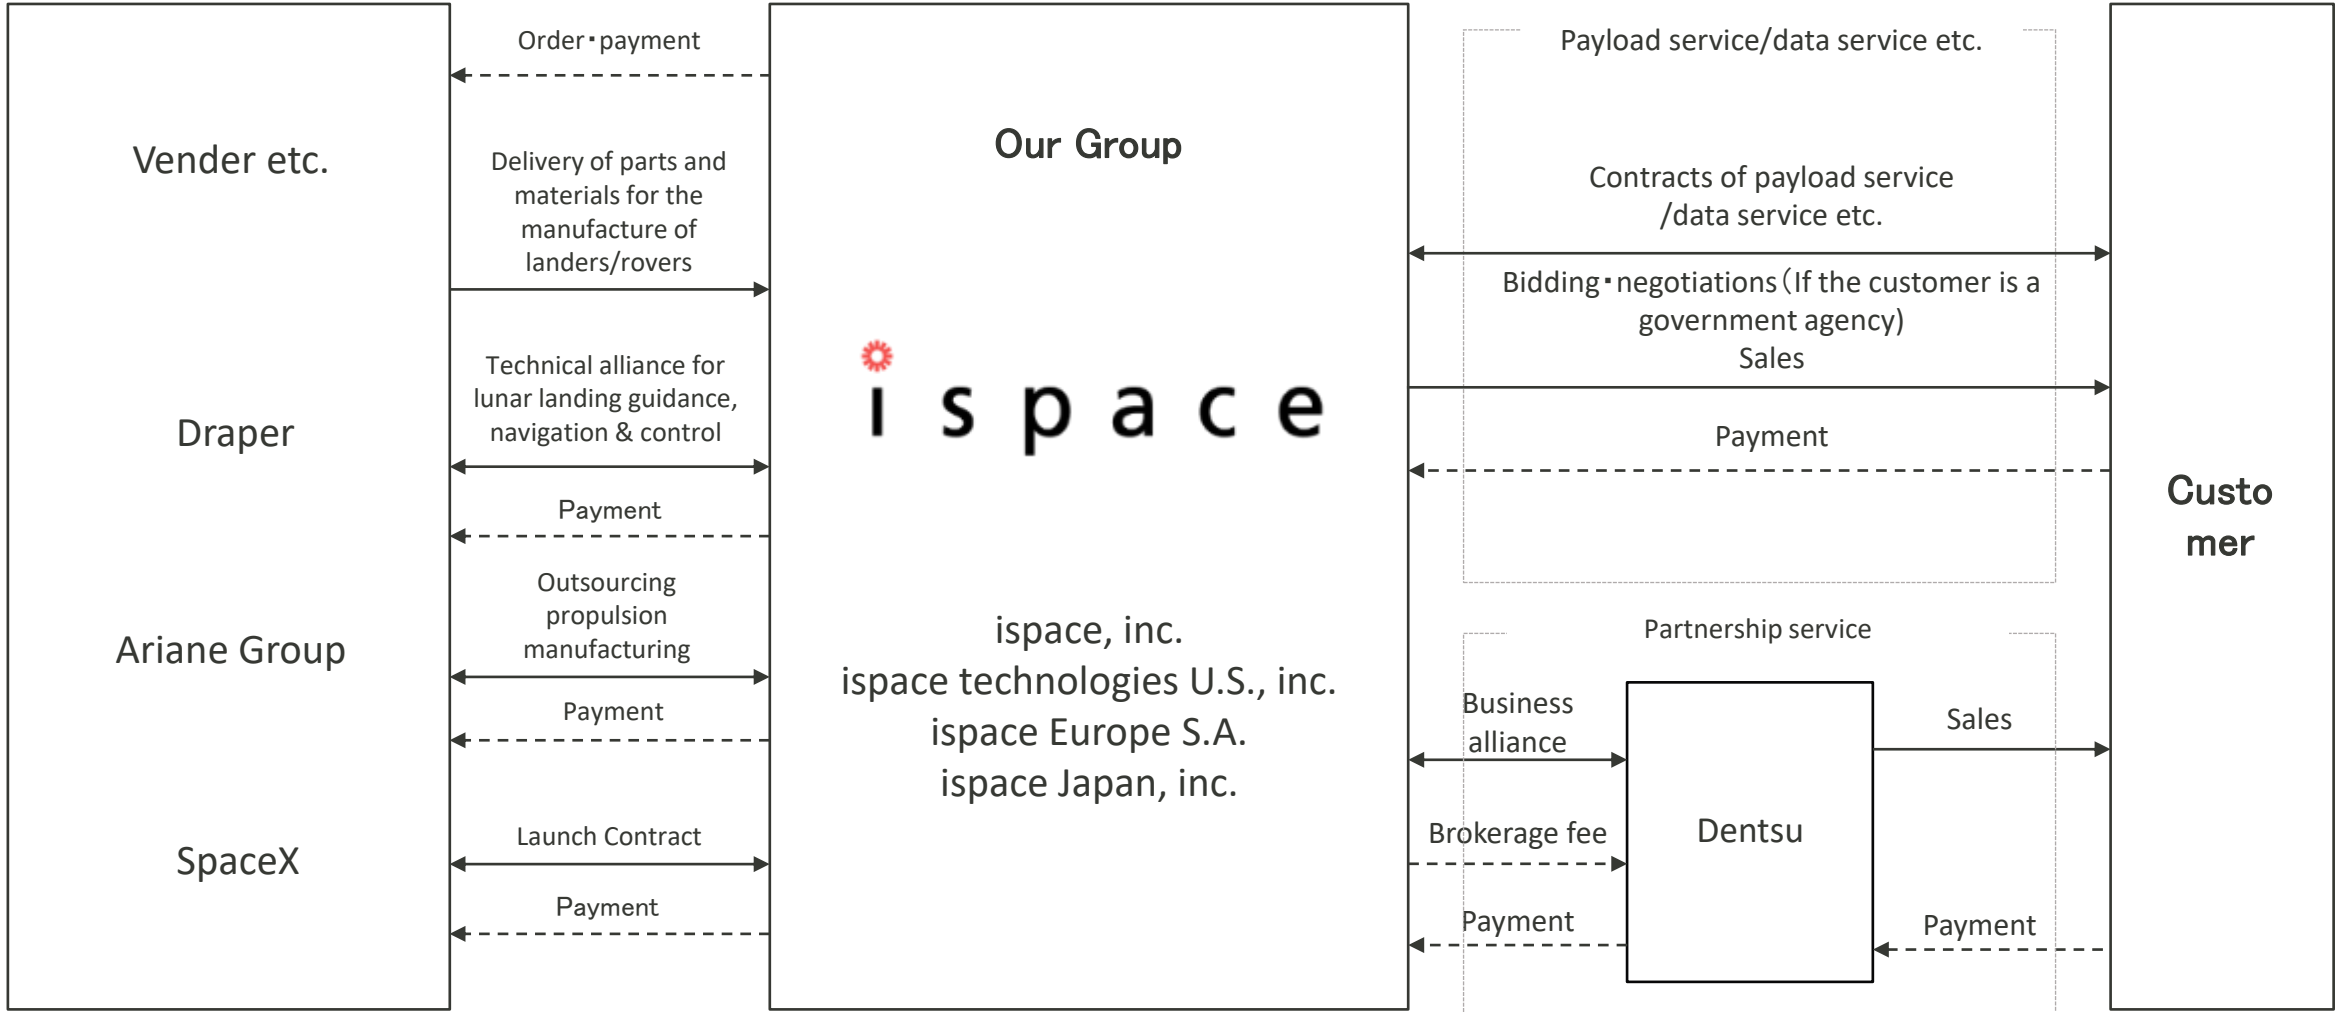 Vender etc.
Draper
Ariane Group
SpaceX
Order・payment
Delivery of parts and
materials for the
manufacture of
landers/rovers
Technical alliance for
lunar landing guidance,
navigation & control
Payment
Outsourcing
propulsion
manufacturing
Payment
Launch Contract
Payment
Our Group
ispace
ispace, inc.
ispace technologies U.S., inc.
ispace Europe S.A.
ispace Japan, inc.
Payload service/data service etc.
Contracts of payload service
/data service etc.
Bidding・negotiations（If the customer is a
government agency)
Sales
Payment
Partnership service
Business
alliance
Brokerage fee
Payment
Dentsu
Sales
Payment
Custo
mer